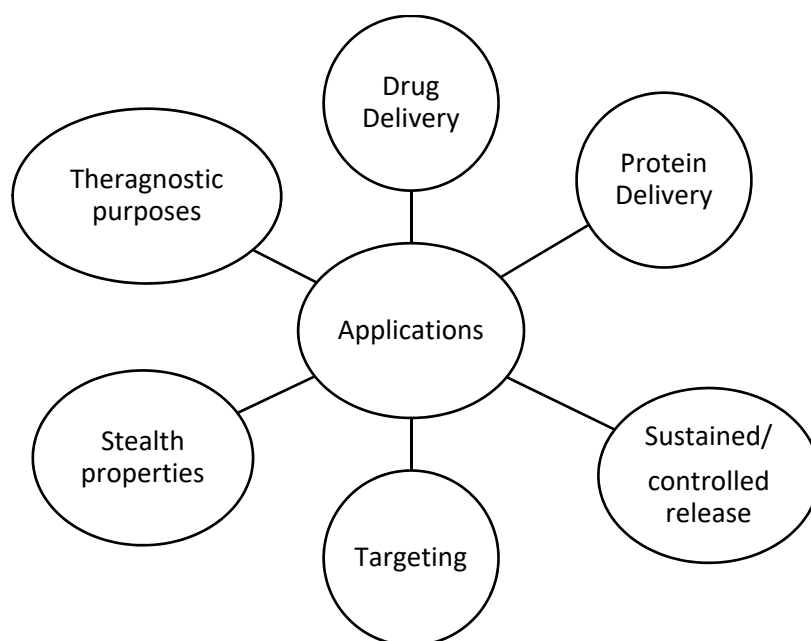 Drug
Delivery
Protein
Delivery
Theragnostic
purposes
Applications
Stealth
properties
Sustained/
controlled
release
Targeting